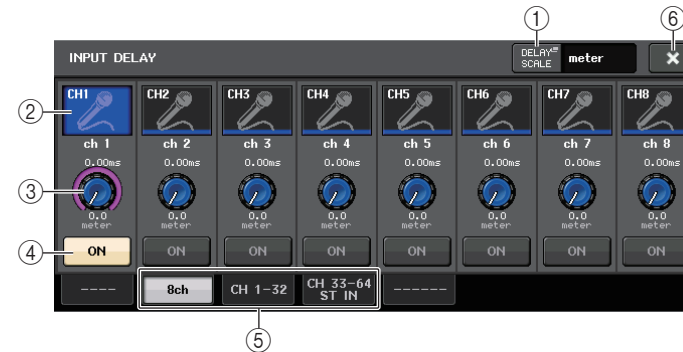 ① ⑥
INPUT DELAY DELAY SCALE meter
② CH1 CH2 CH3 CH4 CH5 CH6 CH7 CH8
ch 1 ch 2 ch 3 ch 4 ch 5 ch 6 ch 7 ch 8
0.00ms 0.00ms 0.00ms 0.00ms 0.00ms 0.00ms 0.00ms 0.00ms
③
0.0 0.0 0.0 0.0 0.0 0.0 0.0 0.0
meter meter meter meter meter meter meter meter
④ ON ON ON ON ON ON ON ON
---- 8ch CH 1-32 CH 33-64 ST IN ------
⑤